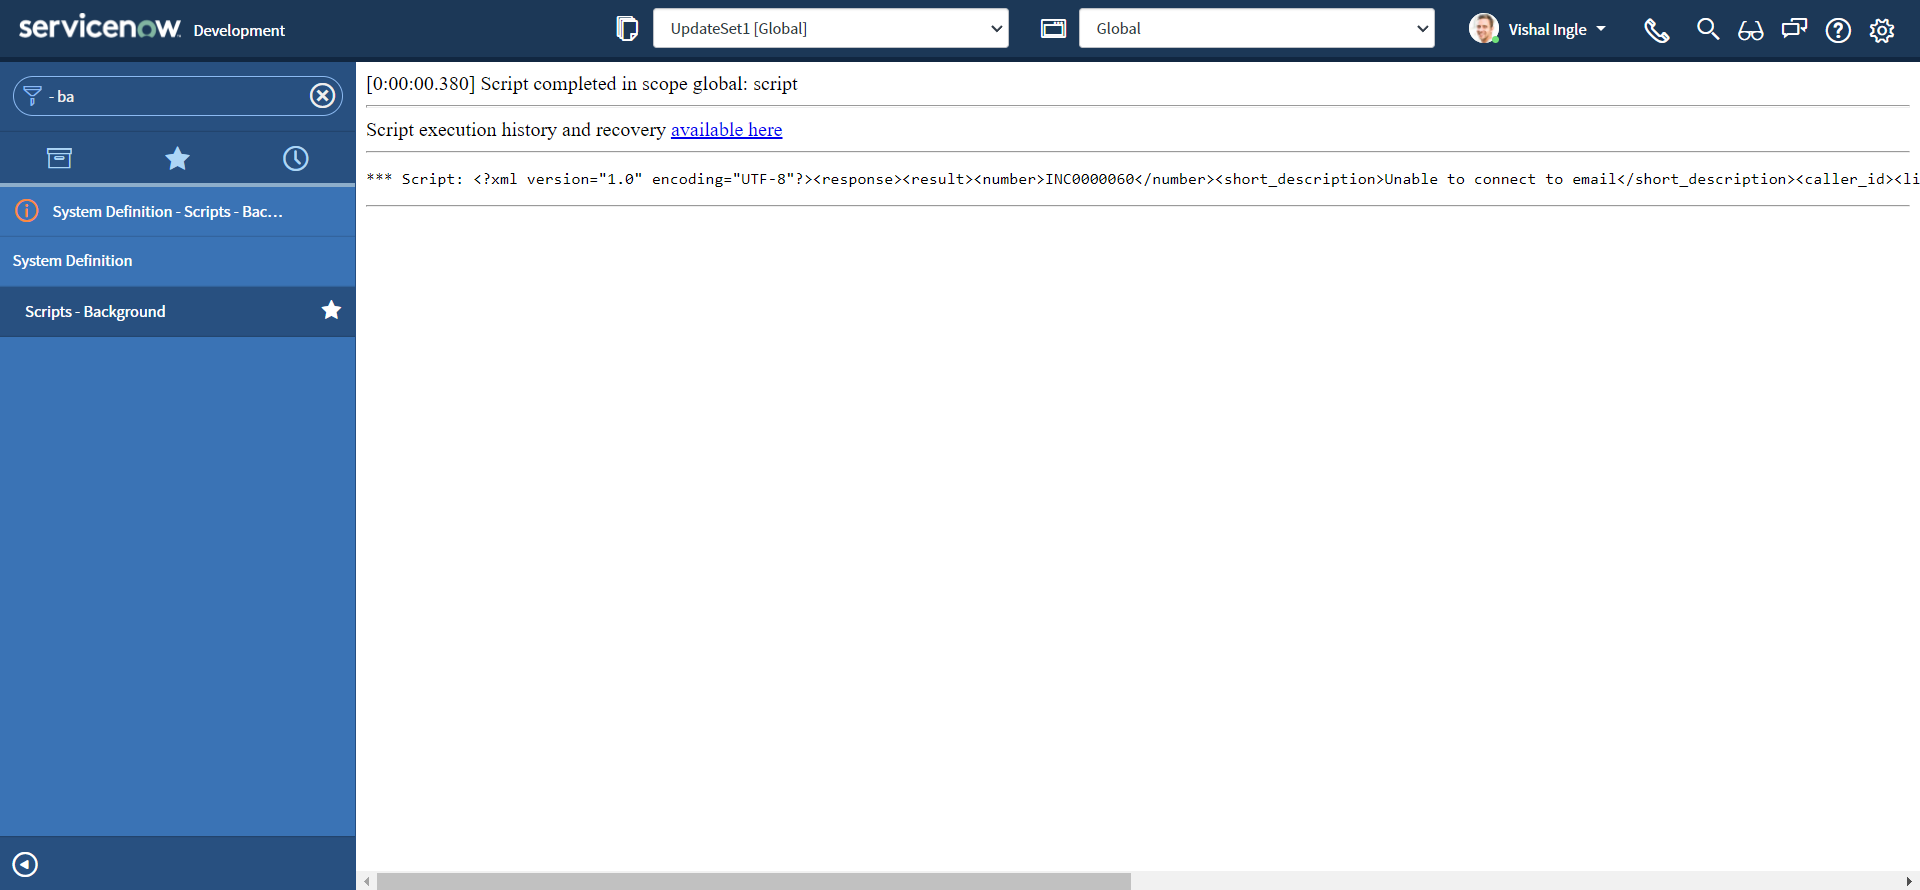 servicenow. Development
UpdateSet1 [Global]
Global
Vishal Ingle
- ba
System Definition - Scripts - Bac...
System Definition
Scripts - Background
[0:00:00.380] Script completed in scope global: script
Script execution history and recovery available here
*** Script: <?xml version="1.0" encoding="UTF-8"?><response><result><number>INC0000060</number><short_description>Unable to connect to email</short_description><caller_id><li